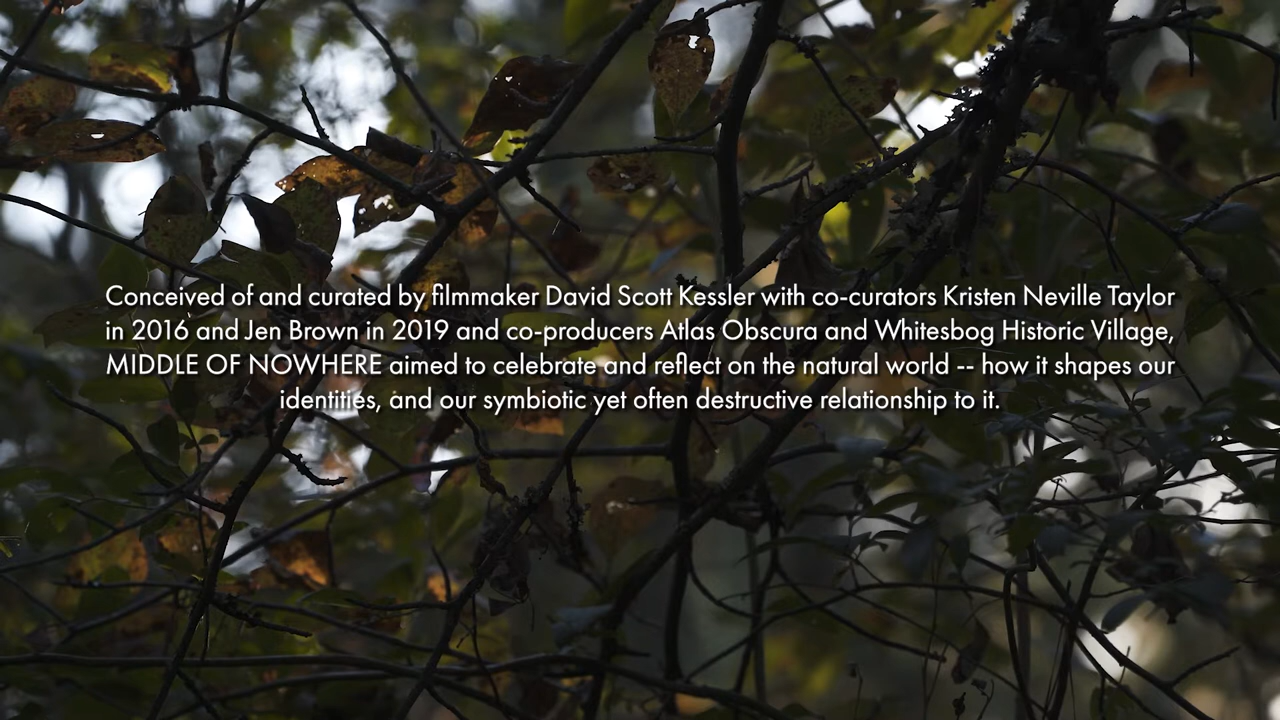 Conceived of and curated by filmmaker David Scott Kessler with co-curators Kristen Neville Taylor
in 2016 and Jen Brown in 2019 and co-producers Atlas Obscura and Whitesbog Historic Village,
MIDDLE OF NOWHERE aimed to celebrate and reflect on the natural world -- how it shapes our
identities, and our symbiotic yet often destructive relationship to it.